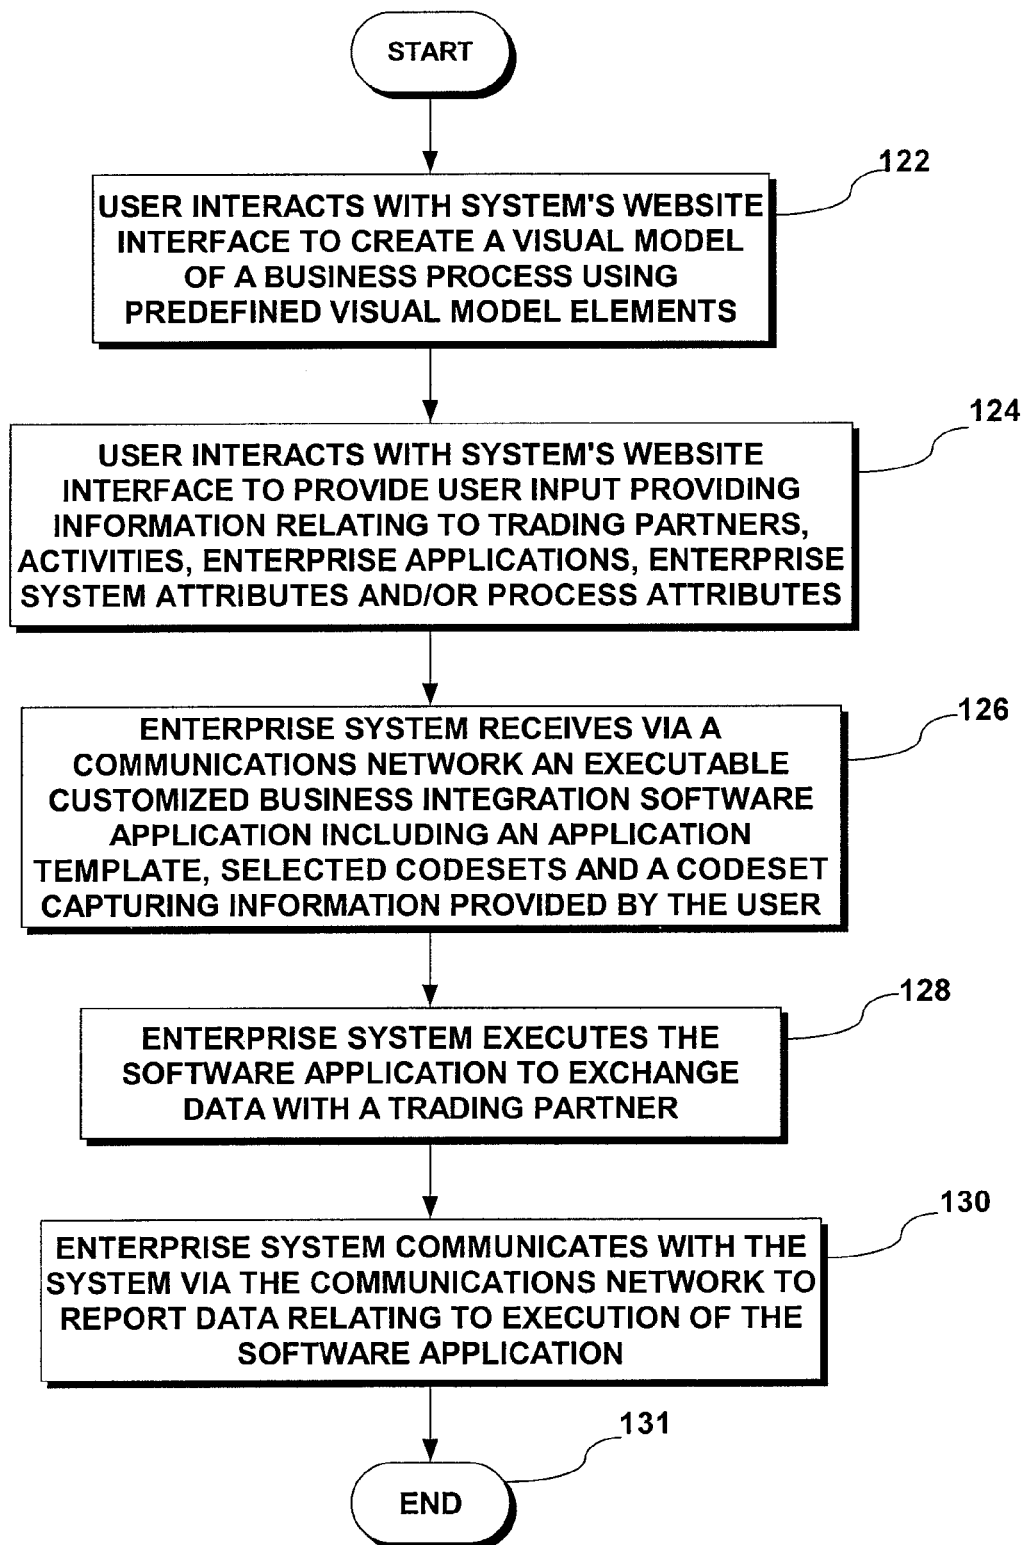 START
122
USER INTERACTS WITH SYSTEM'S WEBSITE
INTERFACE TO CREATE A VISUAL MODEL
OF A BUSINESS PROCESS USING
PREDEFINED VISUAL MODEL ELEMENTS
124
USER INTERACTS WITH SYSTEM'S WEBSITE
INTERFACE TO PROVIDE USER INPUT PROVIDING
INFORMATION RELATING TO TRADING PARTNERS,
ACTIVITIES, ENTERPRISE APPLICATIONS, ENTERPRISE
SYSTEM ATTRIBUTES AND/OR PROCESS ATTRIBUTES
126
ENTERPRISE SYSTEM RECEIVES VIA A
COMMUNICATIONS NETWORK AN EXECUTABLE
CUSTOMIZED BUSINESS INTEGRATION SOFTWARE
APPLICATION INCLUDING AN APPLICATION
TEMPLATE, SELECTED CODESETS AND A CODESET
CAPTURING INFORMATION PROVIDED BY THE USER
128
ENTERPRISE SYSTEM EXECUTES THE
SOFTWARE APPLICATION TO EXCHANGE
DATA WITH A TRADING PARTNER
130
ENTERPRISE SYSTEM COMMUNICATES WITH THE
SYSTEM VIA THE COMMUNICATIONS NETWORK TO
REPORT DATA RELATING TO EXECUTION OF THE
SOFTWARE APPLICATION
131
END